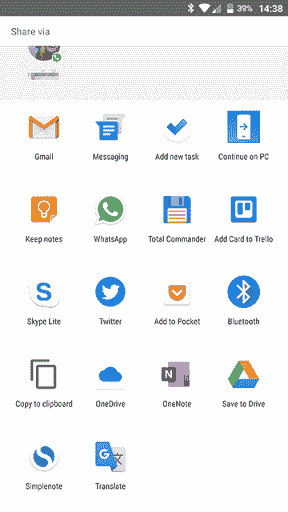 39% 14:38
Share via
Gmail Messaging Add new task Continue on PC
Keep notes WhatsApp Total Commander Add Card to Trello
S
Skype Lite Twitter Add to Pocket Bluetooth
N
Copy to clipboard OneDrive OneNote Save to Drive
G
Simplenote Translate